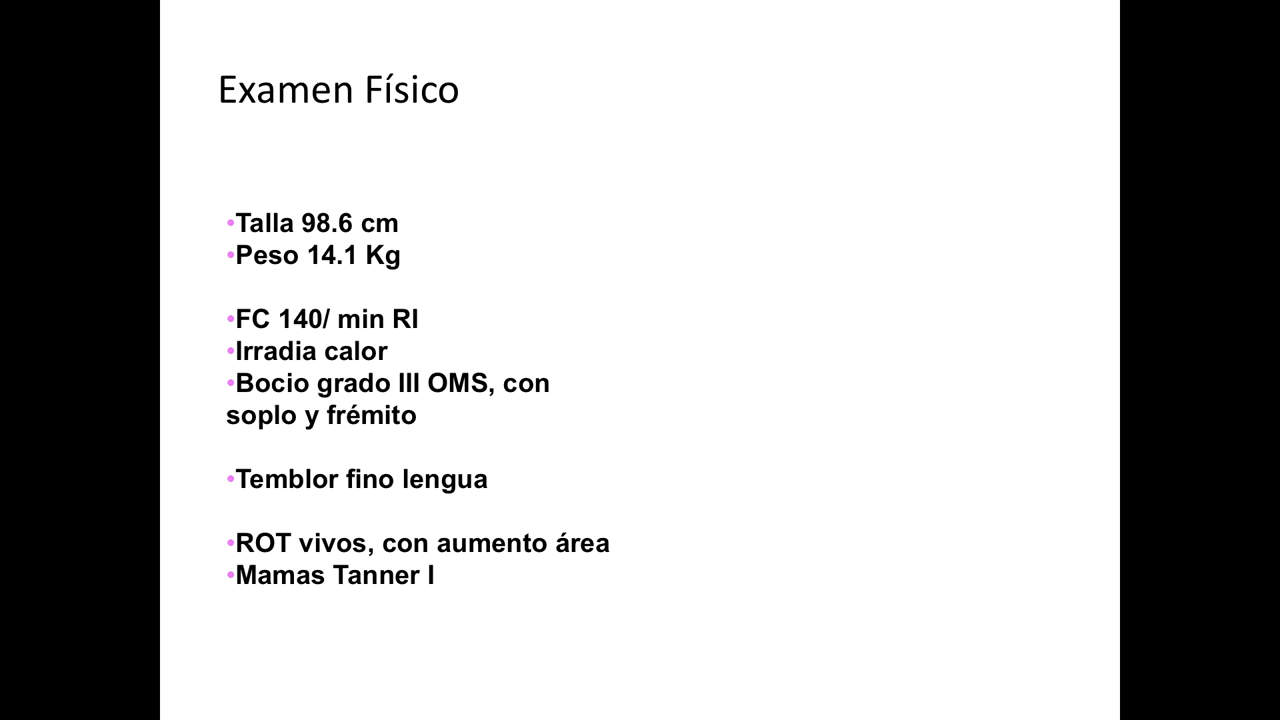 Examen Físico
•Talla 98.6 cm
•Peso 14.1 Kg
•FC 140/ min RI
•Irradia calor
•Bocio grado III OMS, con
soplo y frémito
•Temblor fino lengua
•ROT vivos, con aumento área
•Mamas Tanner I